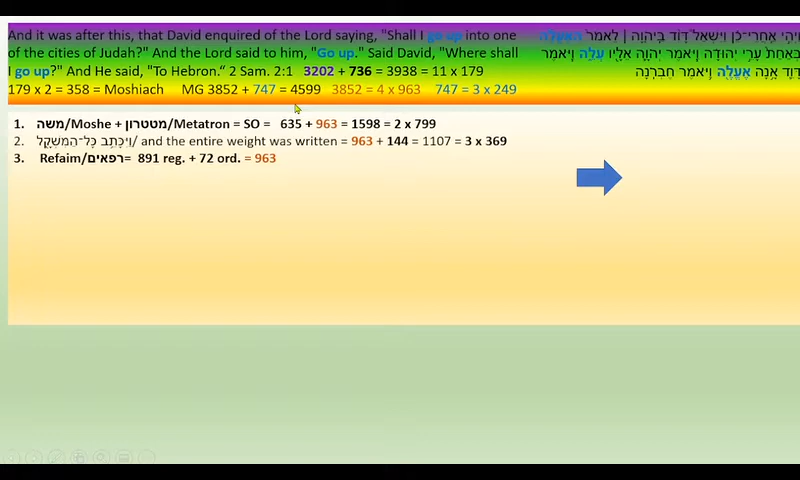 And it was after this, that David enquired of the Lord saying, "Shall I go up into one
of the cities of Judah?" And the Lord said to him, "Go up." Said David, "Where shall
I go up?" And He said, "To Hebron." 2 Sam. 2:1 3202 + 736 = 3938 = 11 x 179
179 x 2 = 358 = Moshiach MG 3852 + 747 = 4599 3852 = 4 x 963 747 = 3 x 249
וַיְהִ֣י אַֽחֲרֵי־כֵ֗ן וַיִּשְׁאַל֩ דָּוִ֨ד בַּֽיהוָ֤ה | לֵאמֹר֙ הַאֶעֱלֶ֗ה
בְּאַחַת֙ עָרֵ֣י יְהוּדָ֔ה וַיֹּ֧אמֶר יְהוָ֛ה אֵלָ֖יו עֲלֵ֑ה וַיֹּ֧אמֶר
דָּוִ֛ד אָ֥נָה אֶעֱלֶ֖ה וַיֹּ֥אמֶר חֶבְרֹֽנָה
1. משה/Moshe + מטטרון/Metatron = SO = 635 + 963 = 1598 = 2 x 799
2. וַיִּכָּתֵ֥ב כׇּֽל־הַמִּשְׁקָ֖ל/ and the entire weight was written = 963 + 144 = 1107 = 3 x 369
3. Refaim/רפאים= 891 reg. + 72 ord. = 963